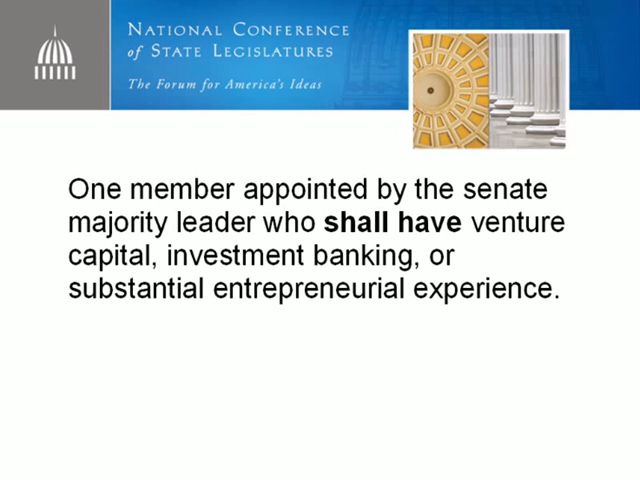 NATIONAL CONFERENCE
of STATE LEGISLATURES
The Forum for America's Ideas
One member appointed by the senate
majority leader who shall have venture
capital, investment banking, or
substantial entrepreneurial experience.